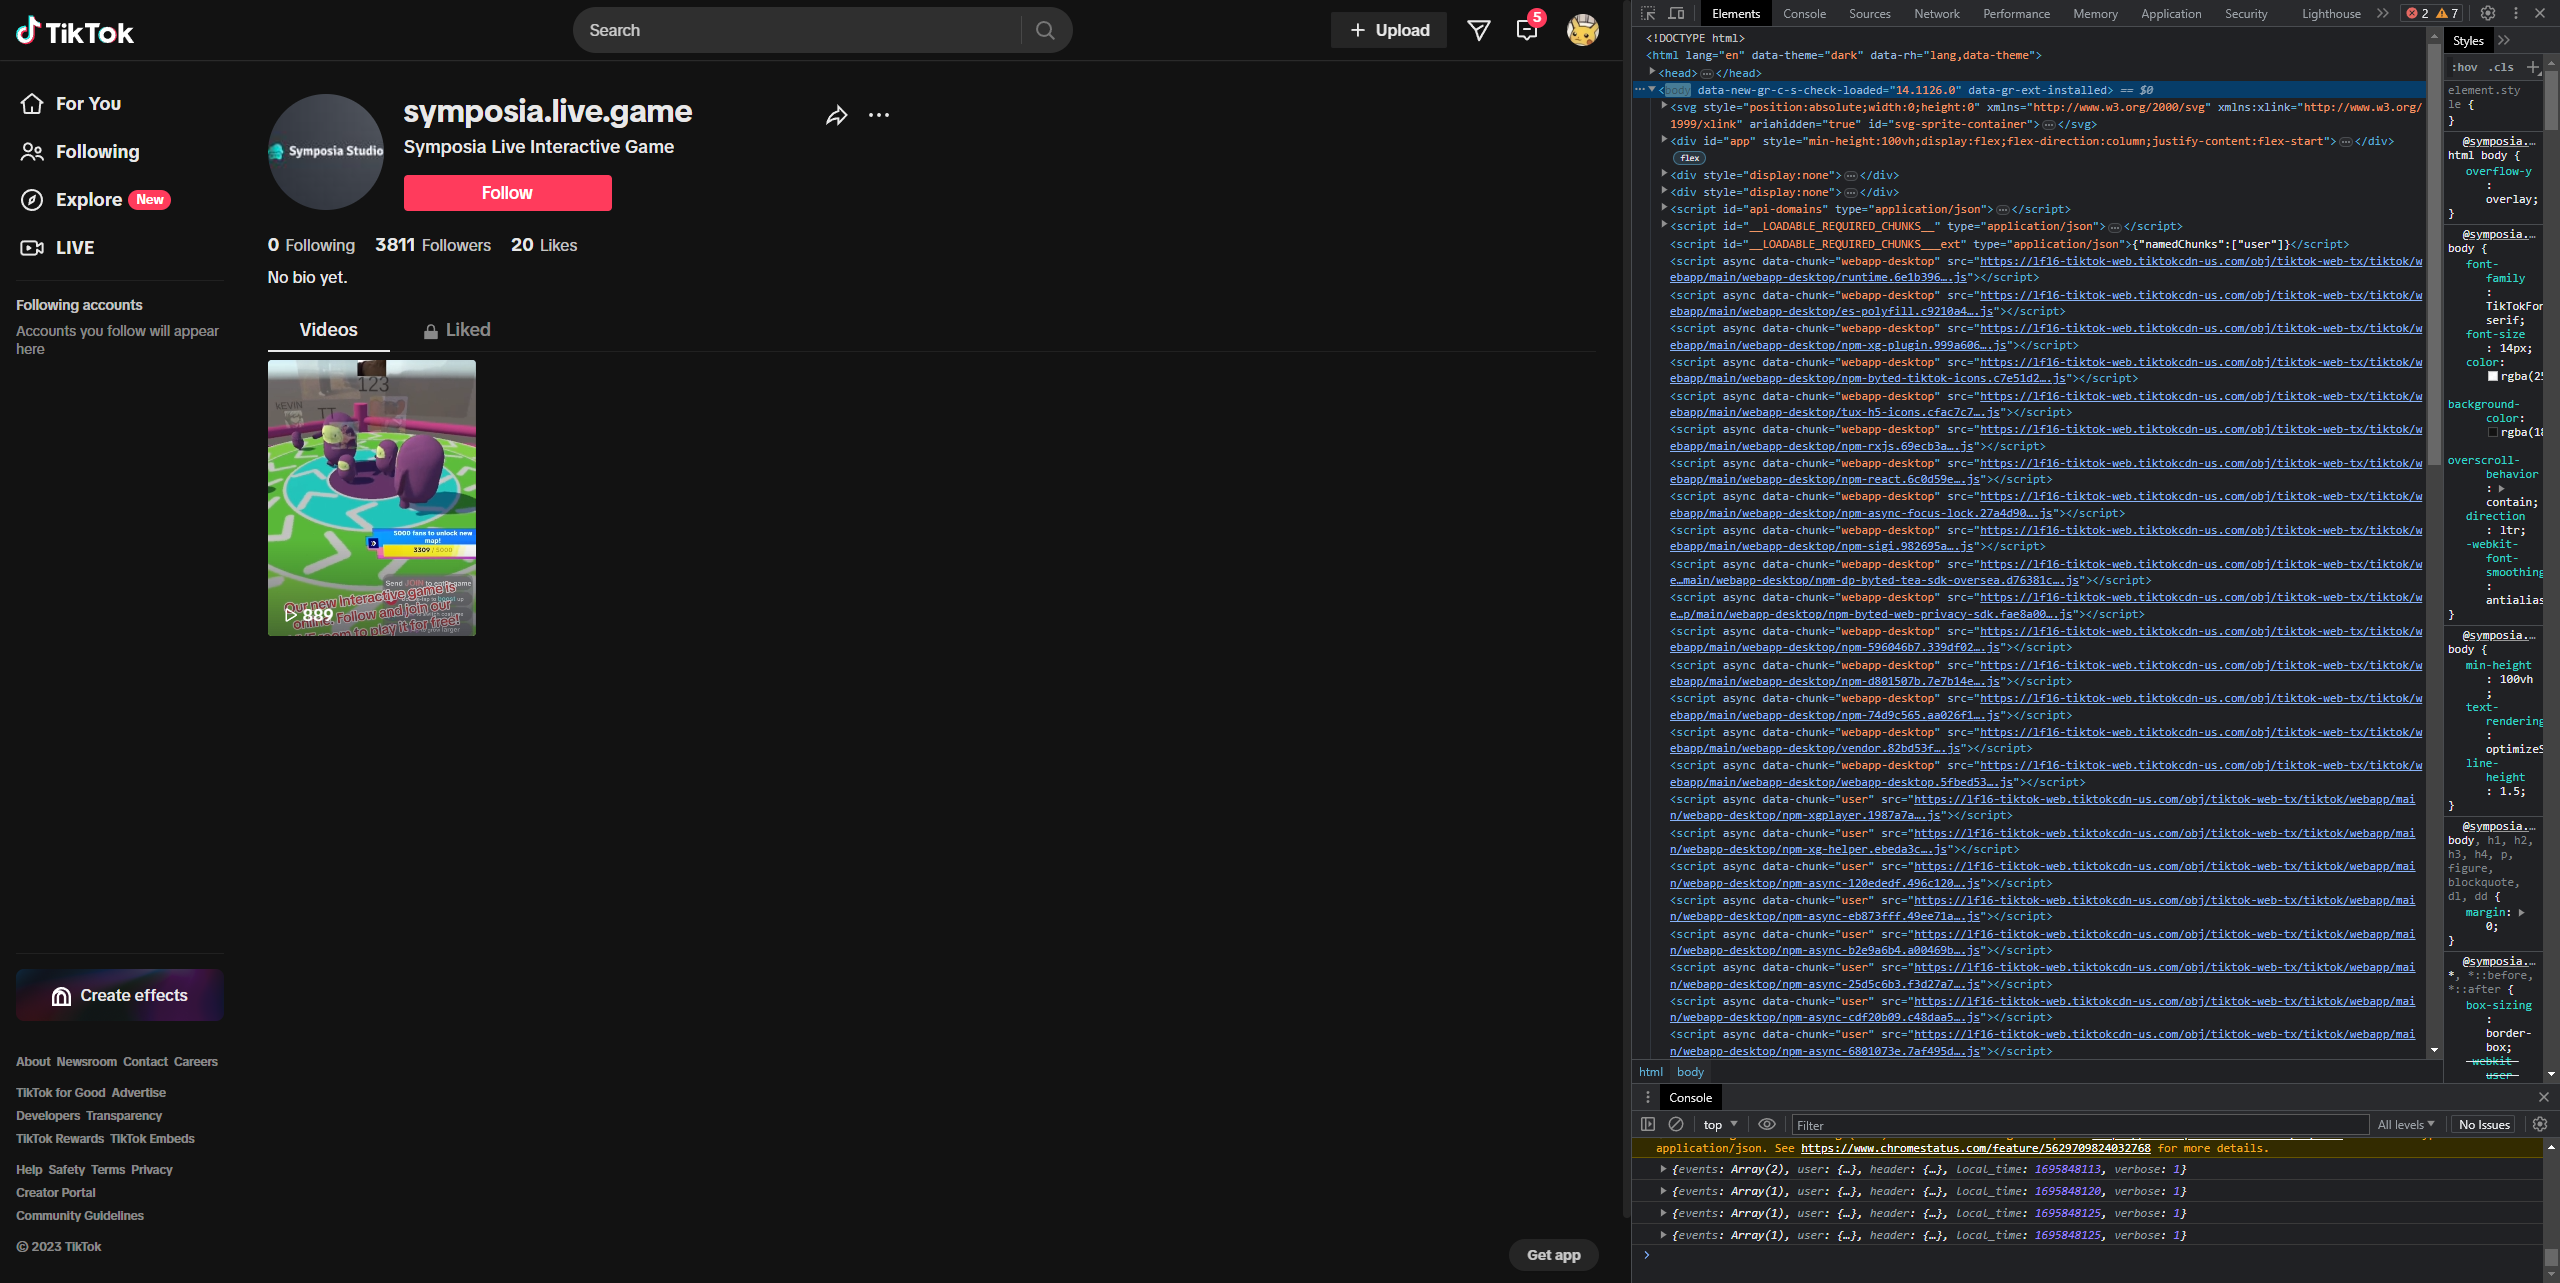 TikTok
Search
Upload
5
For You
Following
Explore New
LIVE
Following accounts
Accounts you follow will appear
here
Create effects
About Newsroom Contact Careers
TikTok for Good Advertise
Developers Transparency
TikTok Rewards TikTok Embeds
Help Safety Terms Privacy
Creator Portal
Community Guidelines
© 2023 TikTok
Symposia Studio
symposia.live.game
Symposia Live Interactive Game
Follow
0 Following 3811 Followers 20 Likes
No bio yet.
Videos Liked
123
KEVIN
TT
5000 fans to unlock new
map!
3309 / 5000
Send JOIN to enter game
Our new Interactive game is
online. Follow and join our
room to play it for free!
889
Get app
Elements Console Sources Network Performance Memory Application Security Lighthouse 2 7
<!DOCTYPE html>
<html lang="en" data-theme="dark" data-rh="lang,data-theme">
<head>…</head>
<body data-new-gr-c-s-check-loaded="14.1126.0" data-gr-ext-installed> == $0
<svg style="position:absolute;width:0;height:0" xmlns="http://www.w3.org/2000/svg" xmlns:xlink="http://www.w3.org/
1999/xlink" ariahidden="true" id="svg-sprite-container">…</svg>
<div id="app" style="min-height:100vh;display:flex;flex-direction:column;justify-content:flex-start">…</div>
flex
<div style="display:none">…</div>
<div style="display:none">…</div>
<script id="api-domains" type="application/json">…</script>
<script id="__LOADABLE_REQUIRED_CHUNKS__" type="application/json">…</script>
<script id="__LOADABLE_REQUIRED_CHUNKS___ext" type="application/json">{"namedChunks":["user"]}</script>
<script async data-chunk="webapp-desktop" src="https://lf16-tiktok-web.tiktokcdn-us.com/obj/tiktok-web-tx/tiktok/w
ebapp/main/webapp-desktop/runtime.6e1b396….js"></script>
<script async data-chunk="webapp-desktop" src="https://lf16-tiktok-web.tiktokcdn-us.com/obj/tiktok-web-tx/tiktok/w
ebapp/main/webapp-desktop/es-polyfill.c9210a4….js"></script>
<script async data-chunk="webapp-desktop" src="https://lf16-tiktok-web.tiktokcdn-us.com/obj/tiktok-web-tx/tiktok/w
ebapp/main/webapp-desktop/npm-xg-plugin.999a606….js"></script>
<script async data-chunk="webapp-desktop" src="https://lf16-tiktok-web.tiktokcdn-us.com/obj/tiktok-web-tx/tiktok/w
ebapp/main/webapp-desktop/npm-byted-tiktok-icons.c7e51d2….js"></script>
<script async data-chunk="webapp-desktop" src="https://lf16-tiktok-web.tiktokcdn-us.com/obj/tiktok-web-tx/tiktok/w
ebapp/main/webapp-desktop/tux-h5-icons.cfac7c7….js"></script>
<script async data-chunk="webapp-desktop" src="https://lf16-tiktok-web.tiktokcdn-us.com/obj/tiktok-web-tx/tiktok/w
ebapp/main/webapp-desktop/npm-rxjs.69ecb3a….js"></script>
<script async data-chunk="webapp-desktop" src="https://lf16-tiktok-web.tiktokcdn-us.com/obj/tiktok-web-tx/tiktok/w
ebapp/main/webapp-desktop/npm-react.6c0d59e….js"></script>
<script async data-chunk="webapp-desktop" src="https://lf16-tiktok-web.tiktokcdn-us.com/obj/tiktok-web-tx/tiktok/w
ebapp/main/webapp-desktop/npm-async-focus-lock.27a4d90….js"></script>
<script async data-chunk="webapp-desktop" src="https://lf16-tiktok-web.tiktokcdn-us.com/obj/tiktok-web-tx/tiktok/w
ebapp/main/webapp-desktop/npm-sigi.982695a….js"></script>
<script async data-chunk="webapp-desktop" src="https://lf16-tiktok-web.tiktokcdn-us.com/obj/tiktok-web-tx/tiktok/w
e…main/webapp-desktop/npm-dp-byted-tea-sdk-oversea.d76381c….js"></script>
<script async data-chunk="webapp-desktop" src="https://lf16-tiktok-web.tiktokcdn-us.com/obj/tiktok-web-tx/tiktok/w
e…p/main/webapp-desktop/npm-byted-web-privacy-sdk.fae8a00….js"></script>
<script async data-chunk="webapp-desktop" src="https://lf16-tiktok-web.tiktokcdn-us.com/obj/tiktok-web-tx/tiktok/w
ebapp/main/webapp-desktop/npm-596046b7.339df02….js"></script>
<script async data-chunk="webapp-desktop" src="https://lf16-tiktok-web.tiktokcdn-us.com/obj/tiktok-web-tx/tiktok/w
ebapp/main/webapp-desktop/npm-d801507b.7e7b14e….js"></script>
<script async data-chunk="webapp-desktop" src="https://lf16-tiktok-web.tiktokcdn-us.com/obj/tiktok-web-tx/tiktok/w
ebapp/main/webapp-desktop/npm-74d9c565.aa026f1….js"></script>
<script async data-chunk="webapp-desktop" src="https://lf16-tiktok-web.tiktokcdn-us.com/obj/tiktok-web-tx/tiktok/w
ebapp/main/webapp-desktop/vendor.82bd53f….js"></script>
<script async data-chunk="webapp-desktop" src="https://lf16-tiktok-web.tiktokcdn-us.com/obj/tiktok-web-tx/tiktok/w
ebapp/main/webapp-desktop/webapp-desktop.5fbed53….js"></script>
<script async data-chunk="user" src="https://lf16-tiktok-web.tiktokcdn-us.com/obj/tiktok-web-tx/tiktok/webapp/mai
n/webapp-desktop/npm-xgplayer.1987a7a….js"></script>
<script async data-chunk="user" src="https://lf16-tiktok-web.tiktokcdn-us.com/obj/tiktok-web-tx/tiktok/webapp/mai
n/webapp-desktop/npm-xg-helper.ebeda3c….js"></script>
<script async data-chunk="user" src="https://lf16-tiktok-web.tiktokcdn-us.com/obj/tiktok-web-tx/tiktok/webapp/mai
n/webapp-desktop/npm-async-120ededf.496c120….js"></script>
<script async data-chunk="user" src="https://lf16-tiktok-web.tiktokcdn-us.com/obj/tiktok-web-tx/tiktok/webapp/mai
n/webapp-desktop/npm-async-eb873fff.49ee71a….js"></script>
<script async data-chunk="user" src="https://lf16-tiktok-web.tiktokcdn-us.com/obj/tiktok-web-tx/tiktok/webapp/mai
n/webapp-desktop/npm-async-b2e9a6b4.a00469b….js"></script>
<script async data-chunk="user" src="https://lf16-tiktok-web.tiktokcdn-us.com/obj/tiktok-web-tx/tiktok/webapp/mai
n/webapp-desktop/npm-async-25d5c6b3.f3d27a7….js"></script>
<script async data-chunk="user" src="https://lf16-tiktok-web.tiktokcdn-us.com/obj/tiktok-web-tx/tiktok/webapp/mai
n/webapp-desktop/npm-async-cdf20b09.c48daa5….js"></script>
<script async data-chunk="user" src="https://lf16-tiktok-web.tiktokcdn-us.com/obj/tiktok-web-tx/tiktok/webapp/mai
n/webapp-desktop/npm-async-6801073e.7af495d….js"></script>
html body
Styles
:hov .cls
element.sty
le {
}
@symposia.…
html body {
overflow-y
:
overlay;
}
@symposia.…
body {
font-
family
:
TikTokFon
serif;
font-size
: 14px;
color:
rgba(25
background-
color:
rgba(18
overscroll-
behavior
:
contain;
direction
: ltr;
-webkit-
font-
smoothing
:
antialias
}
@symposia.…
body {
min-height
: 100vh
;
text-
rendering
:
optimizeS
line-
height
: 1.5;
}
@symposia.…
body, h1, h2,
h3, h4, p,
figure,
blockquote,
dl, dd {
margin:
0;
}
@symposia.…
*, *::before,
*::after {
box-sizing
:
border-
box;
-webkit-
user-
Console
top Filter All levels No Issues
application/json. See https://www.chromestatus.com/feature/5629709824032768 for more details.
{events: Array(2), user: {…}, header: {…}, local_time: 1695848113, verbose: 1}
{events: Array(1), user: {…}, header: {…}, local_time: 1695848120, verbose: 1}
{events: Array(1), user: {…}, header: {…}, local_time: 1695848125, verbose: 1}
{events: Array(1), user: {…}, header: {…}, local_time: 1695848125, verbose: 1}